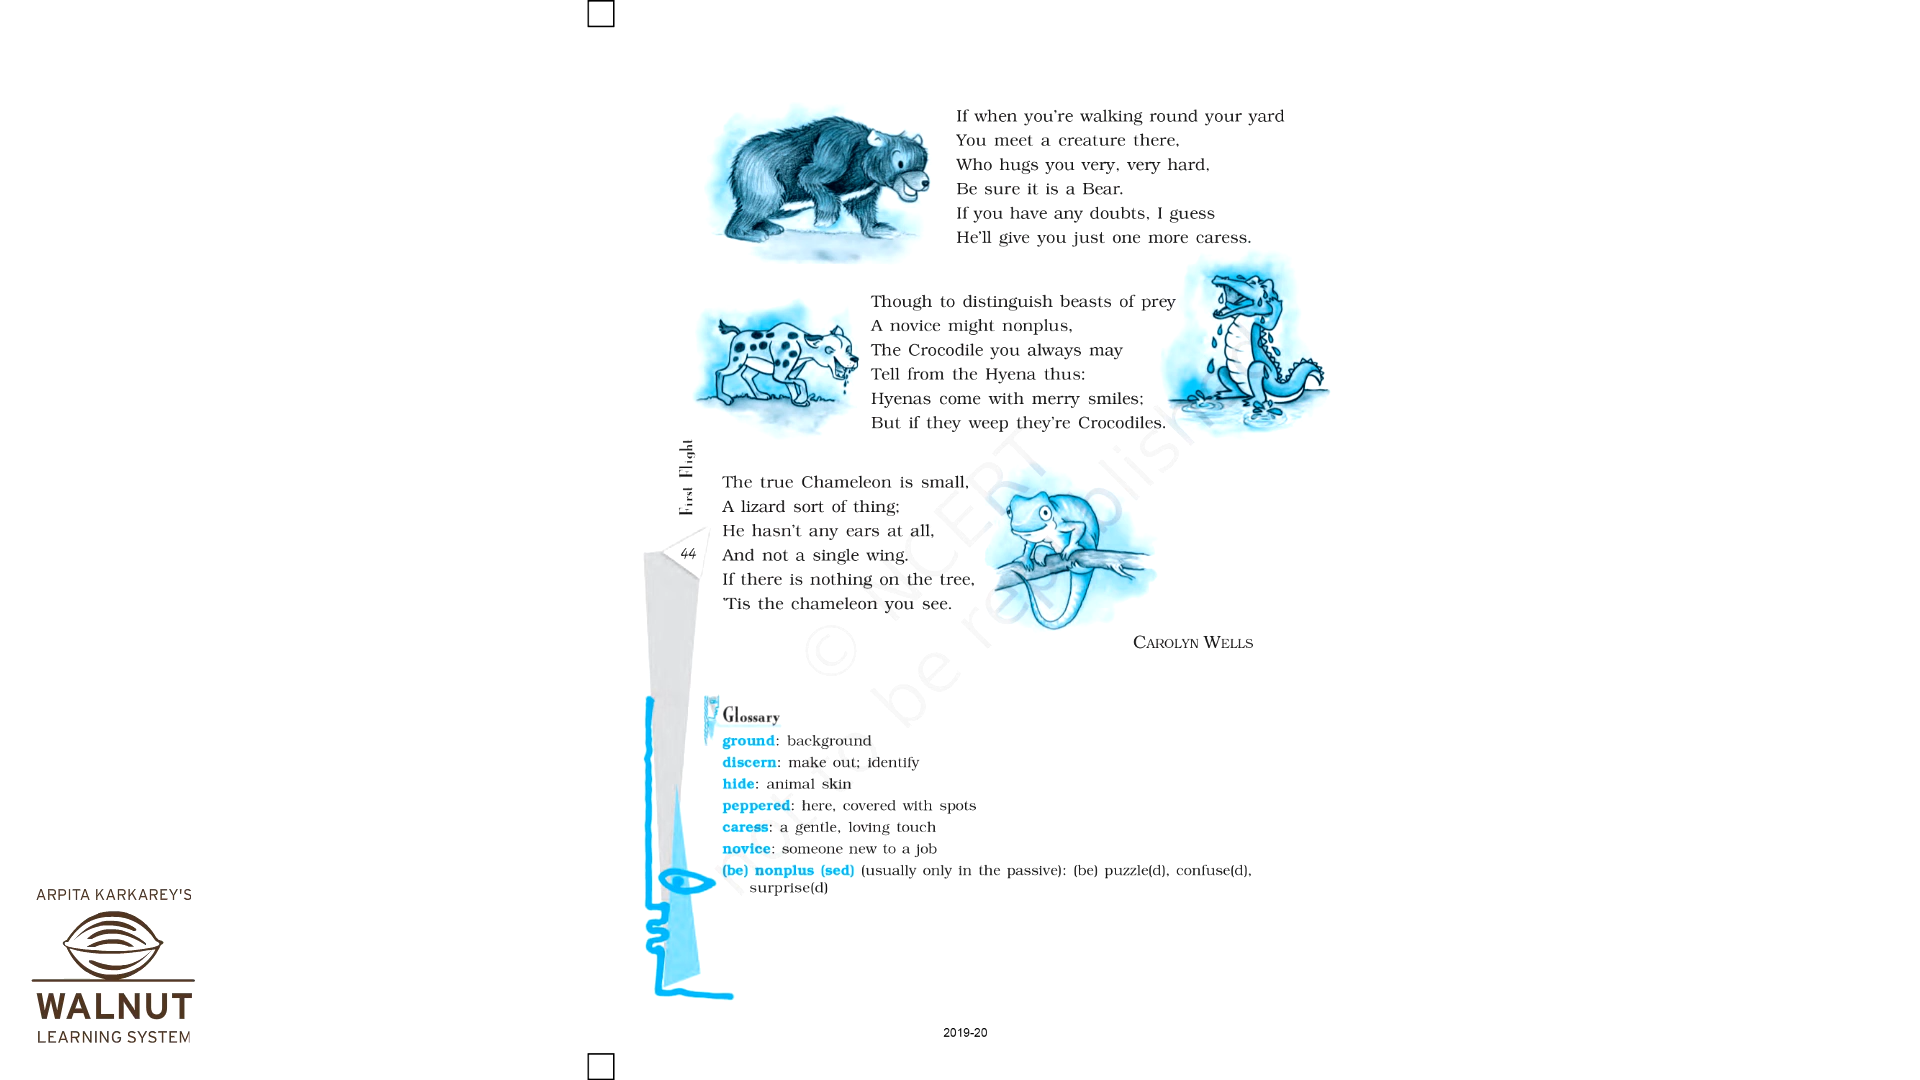 If when you're walking round your yard
You meet a creature there,
Who hugs you very, very hard,
Be sure it is a Bear.
If you have any doubts, I guess
He'll give you just one more caress.
Though to distinguish beasts of prey
A novice might nonplus,
The Crocodile you always may
Tell from the Hyena thus:
Hyenas come with merry smiles;
But if they weep they're Crocodiles.
First Flight
44
The true Chameleon is small,
A lizard sort of thing;
He hasn't any ears at all,
And not a single wing.
If there is nothing on the tree,
'Tis the chameleon you see.
CAROLYN WELLS
© NCERT
be republish
Glossary
ground: background
discern: make out; identify
hide: animal skin
peppered: here, covered with spots
caress: a gentle, loving touch
novice: someone new to a job
(be) nonplus (sed) (usually only in the passive): (be) puzzle(d), confuse(d),
surprise(d)
ARPITA KARKAREY'S
WALNUT
LEARNING SYSTEM
2019-20